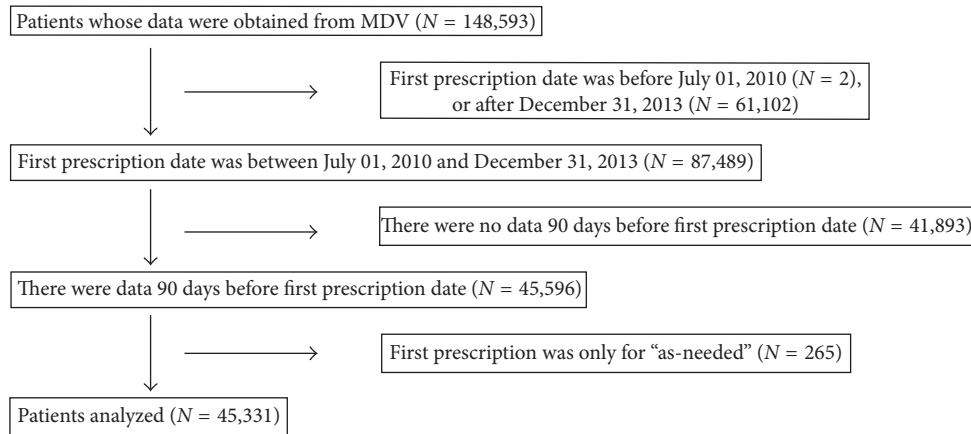 Patients whose data were obtained from MDV (N = 148,593)
First prescription date was before July 01, 2010 (N = 2),
or after December 31, 2013 (N = 61,102)
First prescription date was between July 01, 2010 and December 31, 2013 (N = 87,489)
There were no data 90 days before first prescription date (N = 41,893)
There were data 90 days before first prescription date (N = 45,596)
First prescription was only for “as-needed” (N = 265)
Patients analyzed (N = 45,331)